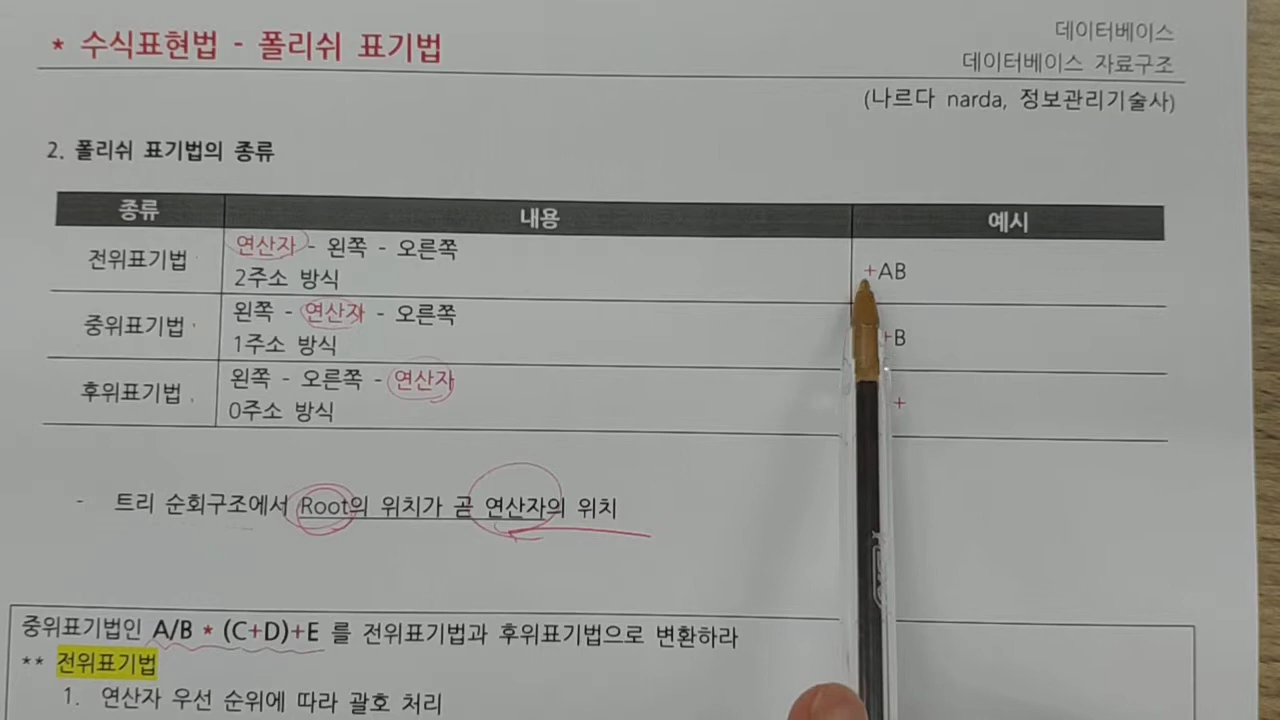 * 수식표현법 - 폴리쉬 표기법
데이터베이스
데이터베이스 자료구조
(나르다 narda, 정보관리기술사)
2. 폴리쉬 표기법의 종류
종류 내용 예시
전위표기법 연산자 - 왼쪽 - 오른쪽
2주소 방식
+AB
중위표기법 왼쪽 - 연산자 - 오른쪽
1주소 방식
+B
후위표기법 왼쪽 - 오른쪽 - 연산자
0주소 방식
+
- 트리 순회구조에서 Root의 위치가 곧 연산자의 위치
중위표기법인 A/B * (C+D)+E 를 전위표기법과 후위표기법으로 변환하라
** 전위표기법
1. 연산자 우선 순위에 따라 괄호 처리